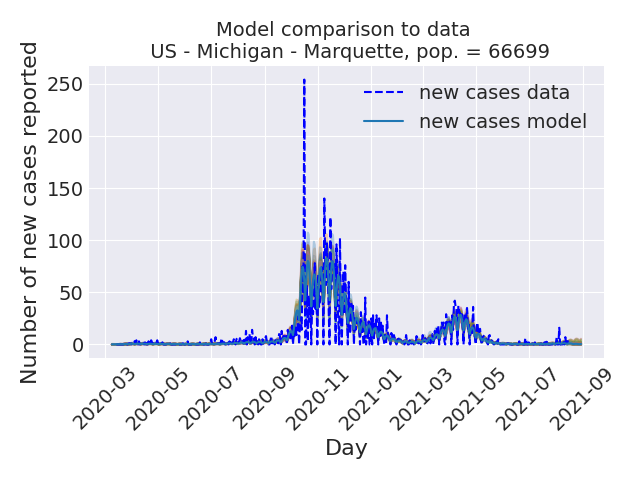 Model comparison to data
US - Michigan - Marquette, pop. = 66699
Number of new cases reported
250
200
150
100
50
0
new cases data
new cases model
2020-03
2020-05
2020-07
2020-09
2020-11
2021-01
2021-03
2021-05
2021-07
2021-09
Day